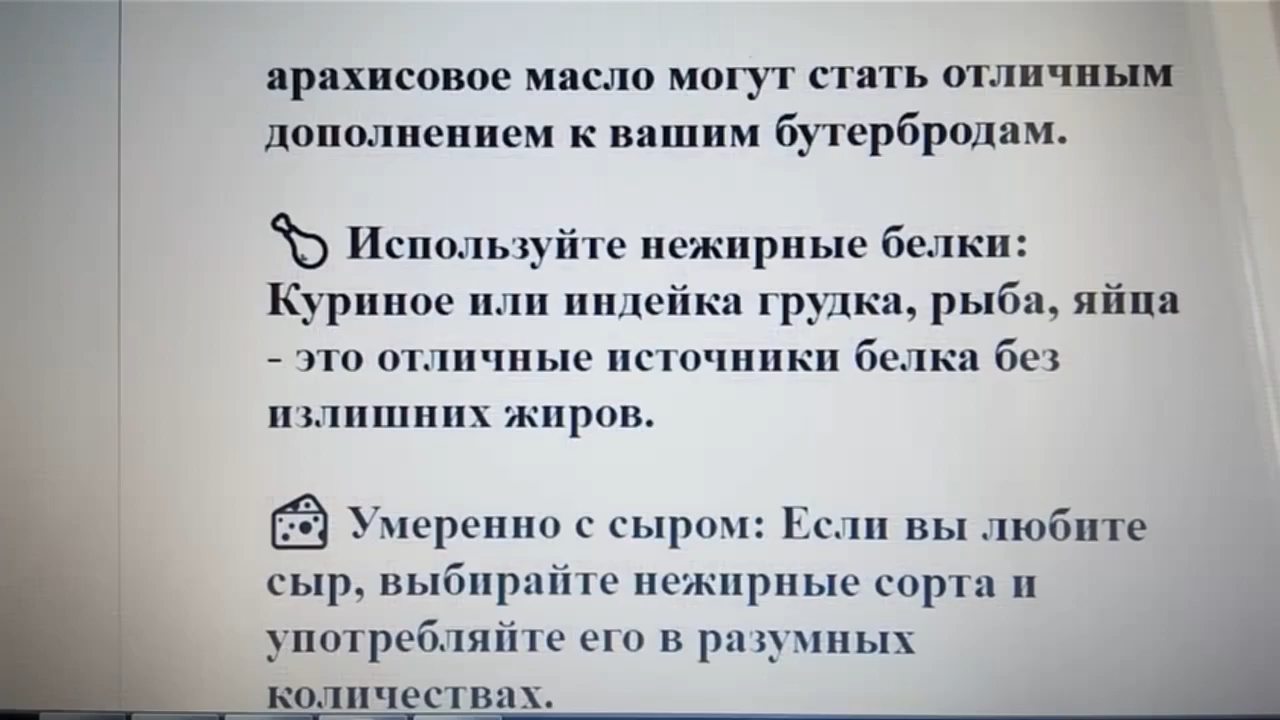 арахисовое масло могут стать отличным
дополнением к вашим бутербродам.
Используйте нежирные белки:
Куриное или индейка грудка, рыба, яйца
- это отличные источники белка без
излишних жиров.
Умеренно с сыром: Если вы любите
сыр, выбирайте нежирные сорта и
употребляйте его в разумных
количествах.